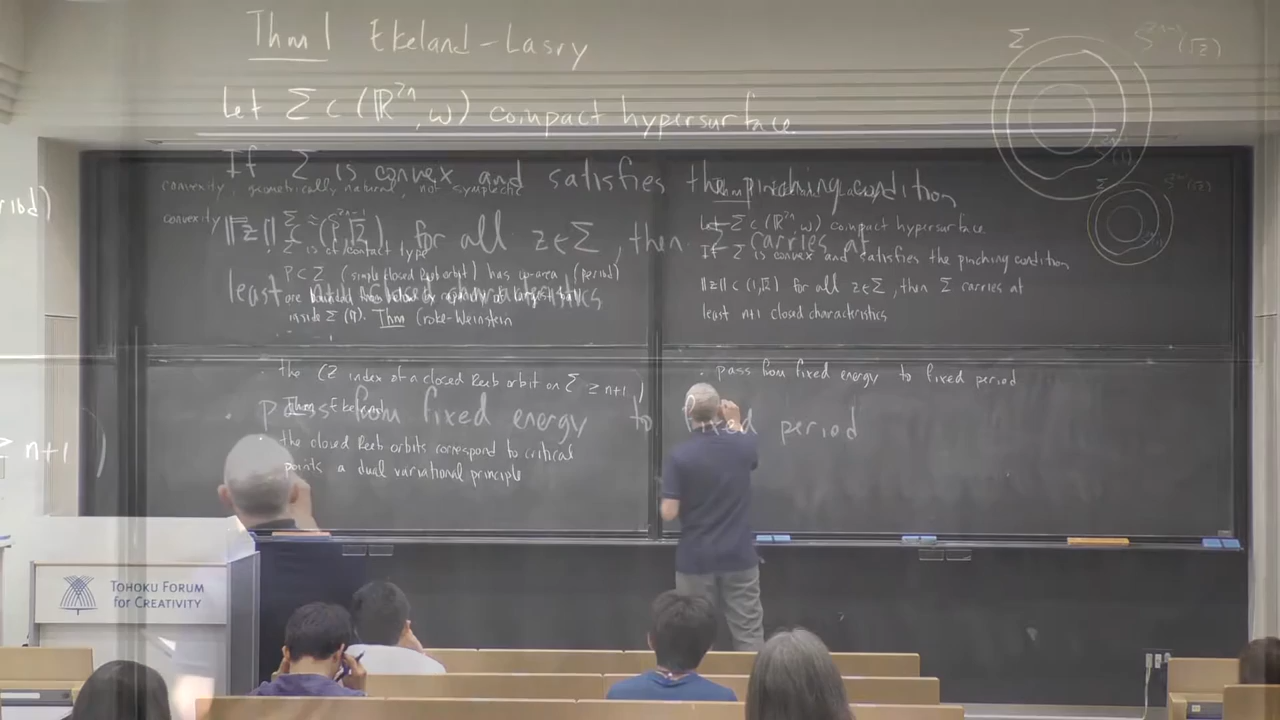 Thm 1 Ekeland-Lasry
Let Σ ⊂ (ℝ²ⁿ, ω) compact hypersurface
If Σ is convex and satisfies the pinching condition
for all z∈Σ, then Σ carries at
least n+1 closed characteristics
• pass from fixed energy to fixed period
Σ
S²ⁿ⁻¹(√2)
riod)
≥ n+1 )
convexity, geometrically natural, not symplectic
convexity
Σ is of contact type
P ⊂ Σ (simple closed Reeb orbit) has ω-area (period)
inside Σ (π). Thm Croke-Weinstein
• the CZ index of a closed Reeb orbit on Σ ≥ n+1
Thm Ekeland
• the closed Reeb orbits correspond to critical
points a dual variational principle
Let Σ ⊂ (ℝ²ⁿ, ω) compact hypersurface
If Σ is convex and satisfies the pinching condition
‖z‖ ⊂ (1,√2) for all z∈Σ, then Σ carries at
least n+1 closed characteristics
• pass from fixed energy to fixed period
Σ
TOHOKU FORUM
for CREATIVITY